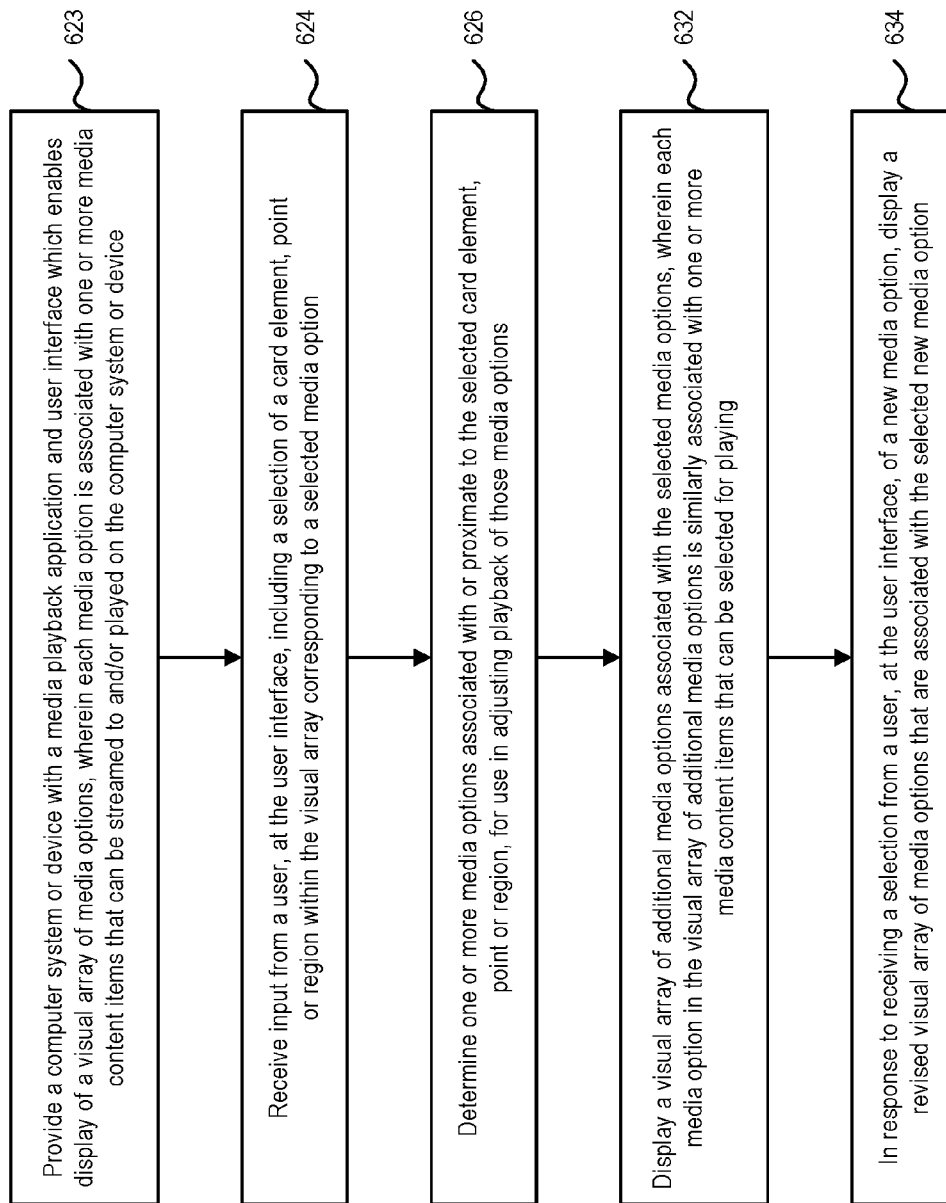 Provide a computer system or device with a media playback application and user interface which enables
display of a visual array of media options, wherein each media option is associated with one or more media
content items that can be streamed to and/or played on the computer system or device
623
Receive input from a user, at the user interface, including a selection of a card element, point
or region within the visual array corresponding to a selected media option
624
Determine one or more media options associated with or proximate to the selected card element,
point or region, for use in adjusting playback of those media options
626
Display a visual array of additional media options associated with the selected media options, wherein each
media option in the visual array of additional media options is similarly associated with one or more
media content items that can be selected for playing
632
In response to receiving a selection from a user, at the user interface, of a new media option, display a
revised visual array of media options that are associated with the selected new media option
634